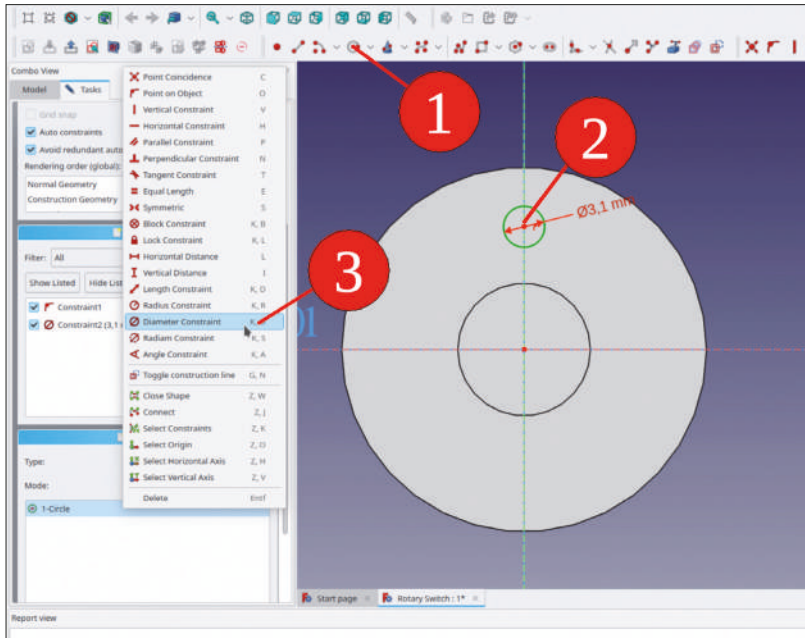 Combo View
Model
Tasks
Grid snap
Auto constraints
Avoid redundant auto
Rendering order (global):
Normal Geometry
Construction Geometry
Filter: All
Show Listed
Hide List
Constraint1
Constraint2 (3,1
Type:
Mode:
1-Circle
Point Coincidence C
Point on Object O
Vertical Constraint V
Horizontal Constraint H
Parallel Constraint P
Perpendicular Constraint N
Tangent Constraint T
Equal Length E
Symmetric S
Block Constraint K, B
Lock Constraint K, L
Horizontal Distance L
Vertical Distance I
Length Constraint K, D
Radius Constraint K, R
Diameter Constraint K,
Radiam Constraint K, S
Angle Constraint K, A
Toggle construction line G, N
Close Shape Z, W
Connect Z, J
Select Constraints Z, K
Select Origin Z, O
Select Horizontal Axis Z, H
Select Vertical Axis Z, V
Delete Entf
1
2
3
Ø3,1 mm
Start page
Rotary Switch : 1*
Report view